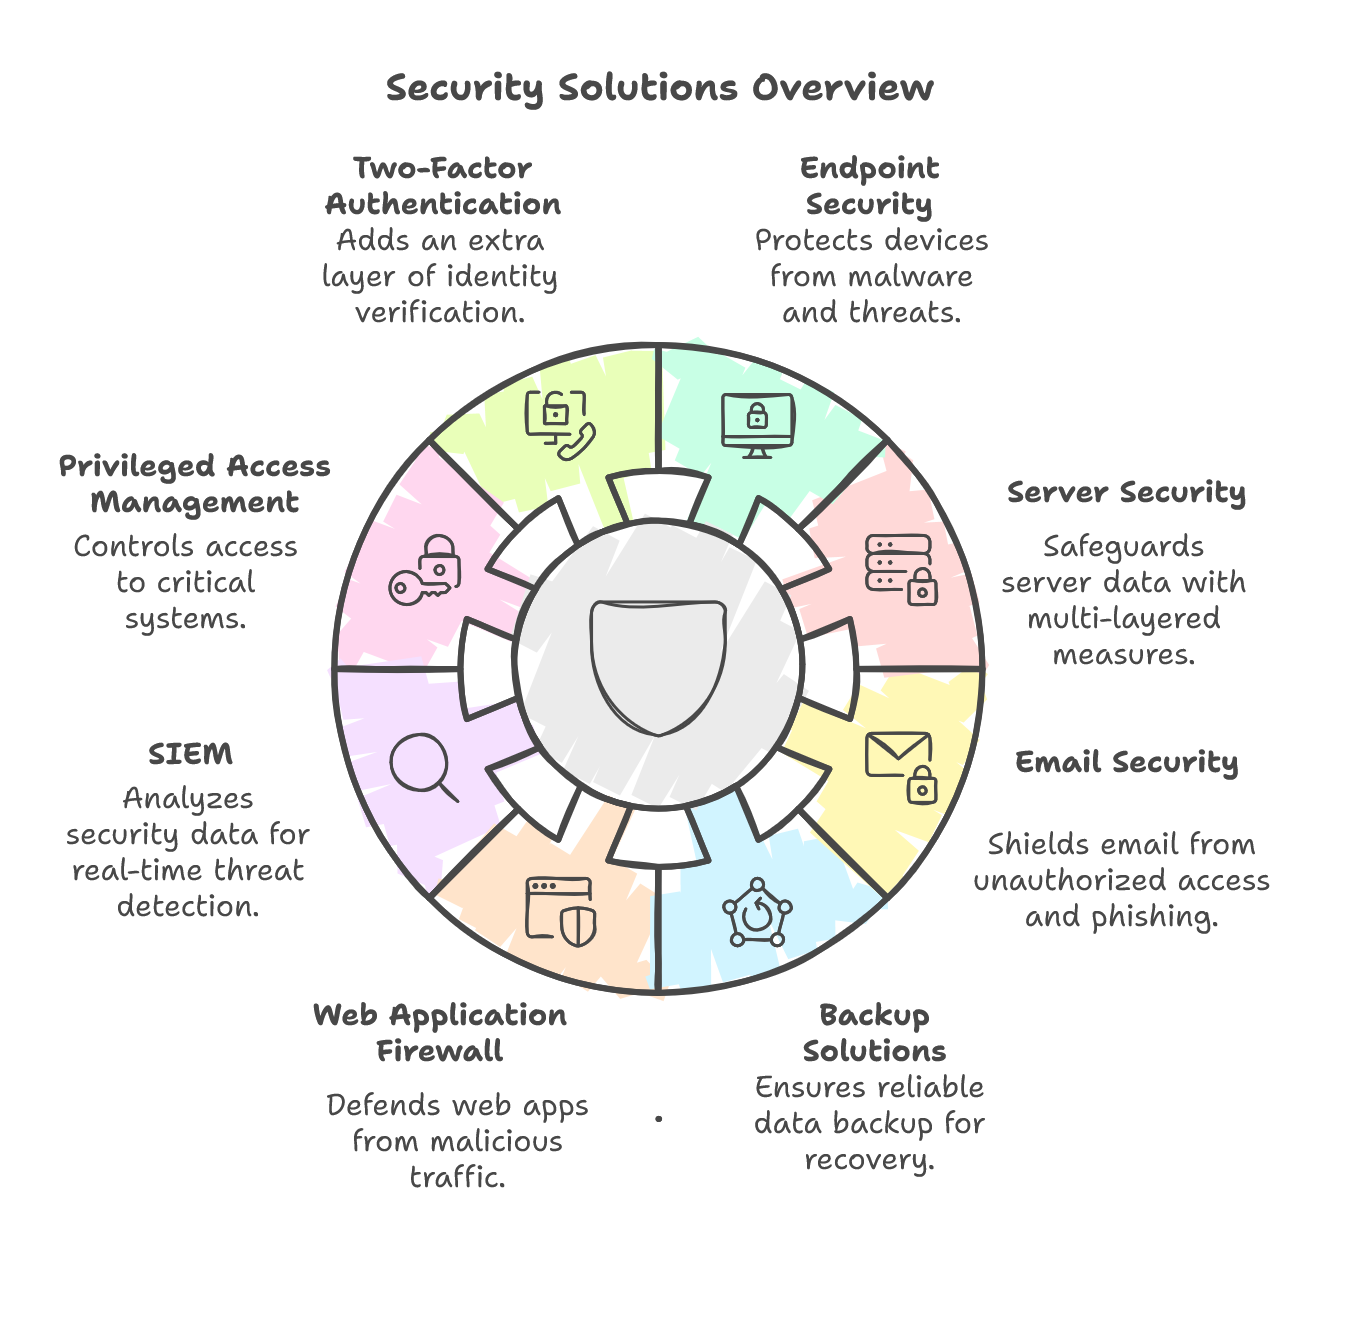 Security Solutions Overview
Two-Factor
Authentication
Adds an extra
layer of identity
verification.
Endpoint
Security
Protects devices
from malware
and threats.
Privileged Access
Management
Controls access
to critical
systems.
Server Security
Safeguards
server data with
multi-layered
measures.
SIEM
Analyzes
security data for
real-time threat
detection.
Email Security
Shields email from
unauthorized access
and phishing.
Web Application
Firewall
Defends web apps
from malicious
traffic.
.
Backup
Solutions
Ensures reliable
data backup for
recovery.